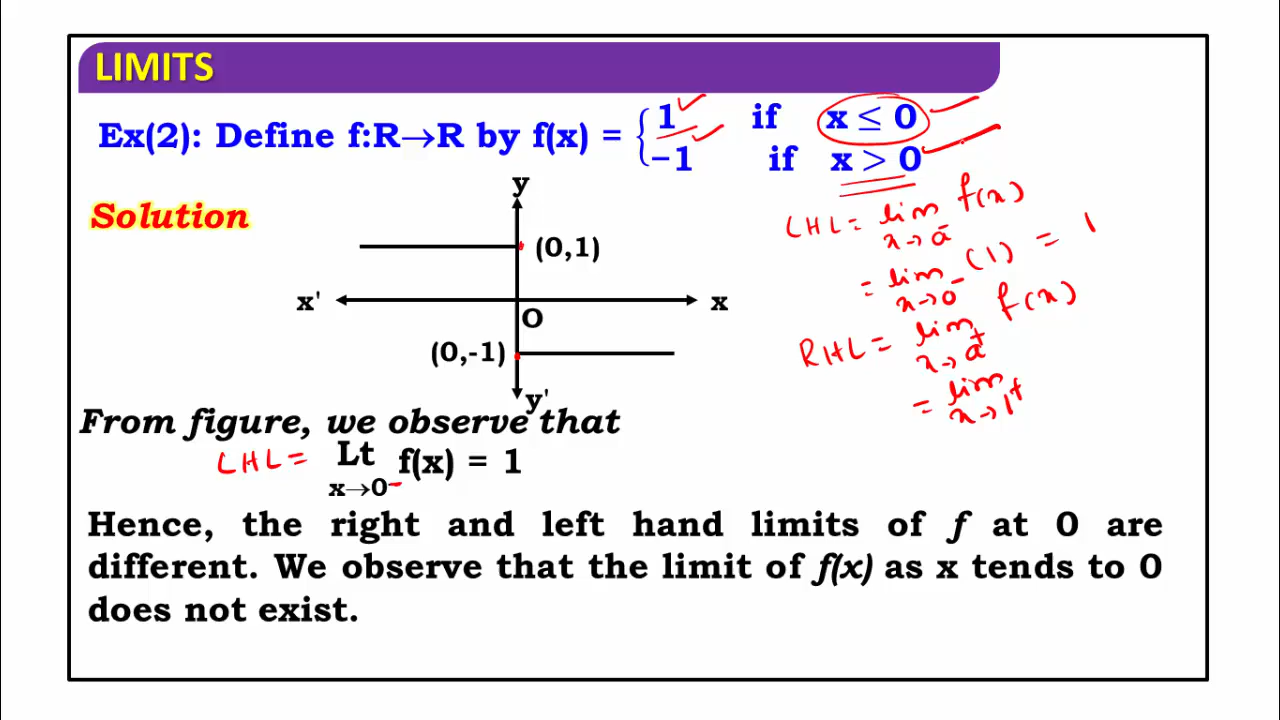 LIMITS
Ex(2): Define f:R→R by f(x) = { 1 if x ≤ 0
−1 if x > 0
Solution
y
(0,1)
x'
x
O
(0,-1)
y'
LHL = lim f(x)
x→a⁻
= lim (1) = 1
x→0⁻
RHL = lim f(x)
x→a⁺
= lim
x→1⁺
From figure, we observe that
LHL = Lt f(x) = 1
x→0-
Hence, the right and left hand limits of f at 0 are
different. We observe that the limit of f(x) as x tends to 0
does not exist.